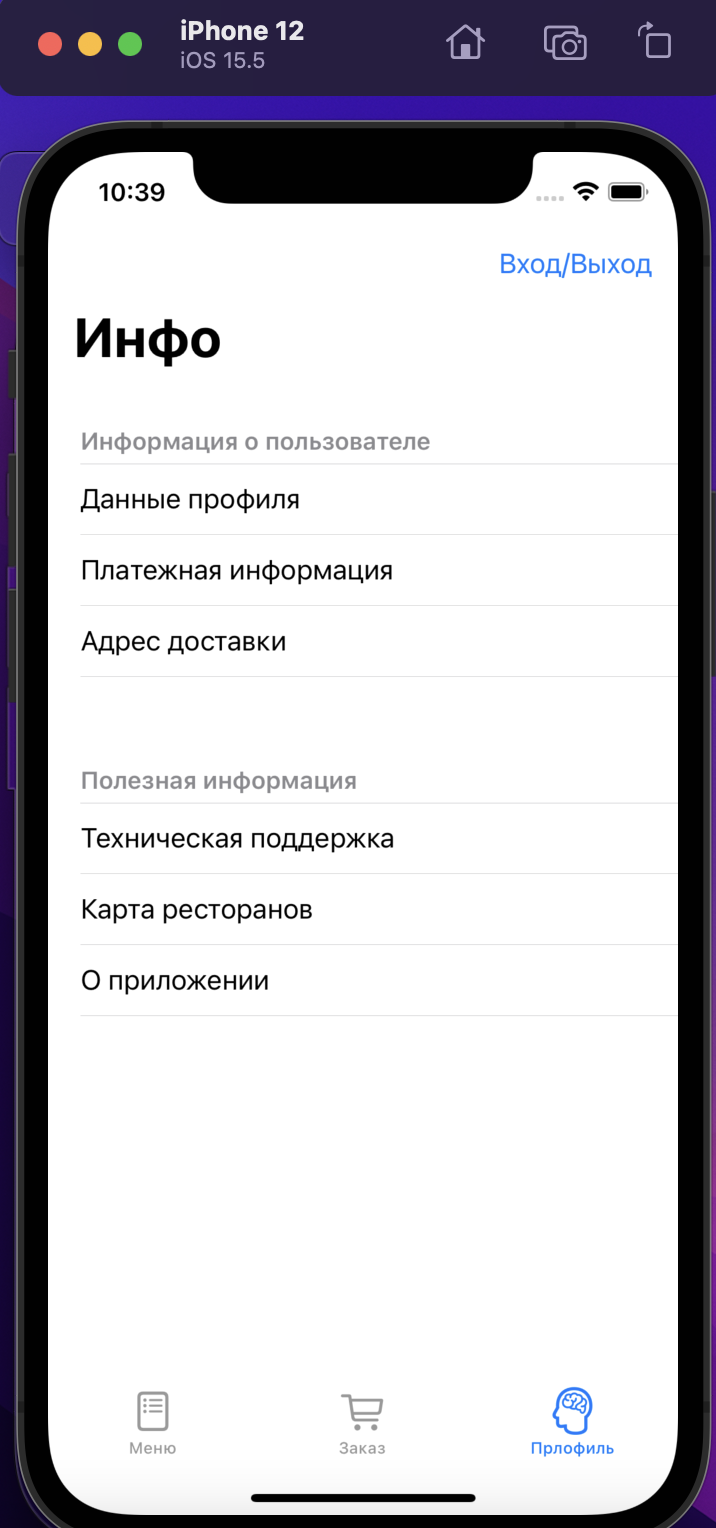 iPhone 12
iOS 15.5
10:39
Вход/Выход
Инфо
Информация о пользователе
Данные профиля
Платежная информация
Адрес доставки
Полезная информация
Техническая поддержка
Карта ресторанов
О приложении
Меню
Заказ
Прлофиль